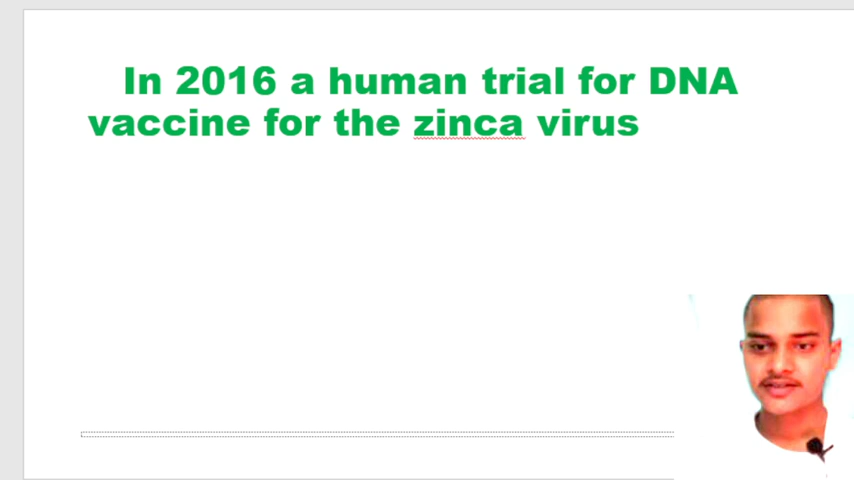 In 2016 a human trial for DNA
vaccine for the zinca virus